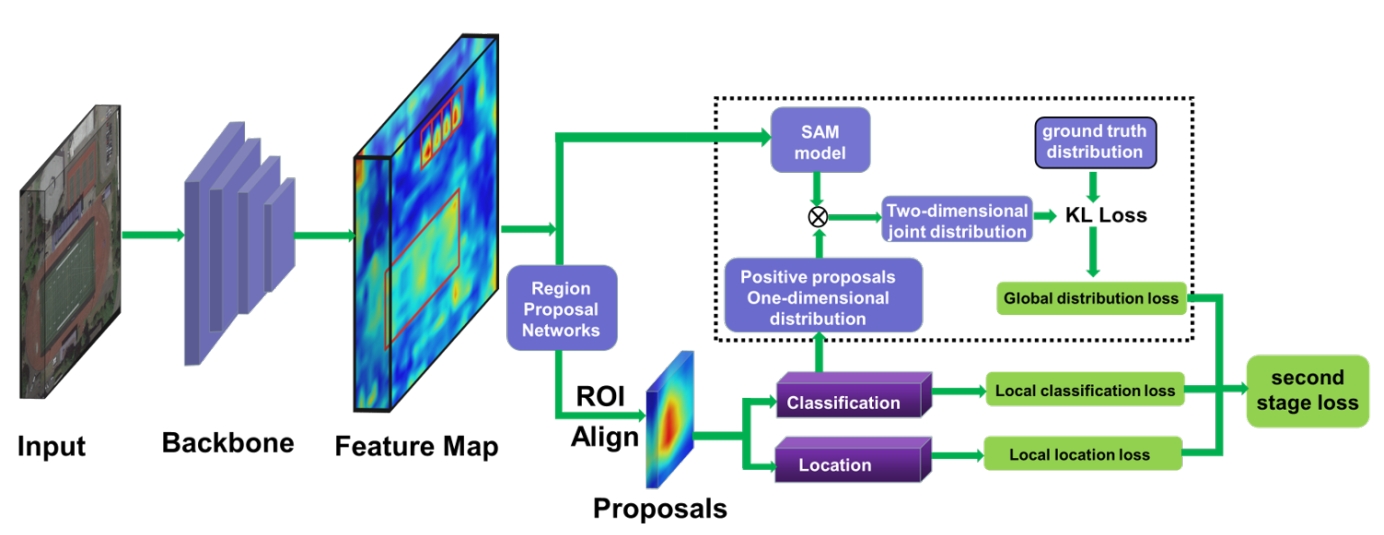 Input
Backbone
Feature Map
Region
Proposal
Networks
ROI
Align
Proposals
SAM
model
ground truth
distribution
Two-dimensional
joint distribution
KL Loss
Positive proposals
One-dimensional
distribution
Global distribution loss
Classification
Local classification loss
Location
Local location loss
second
stage loss